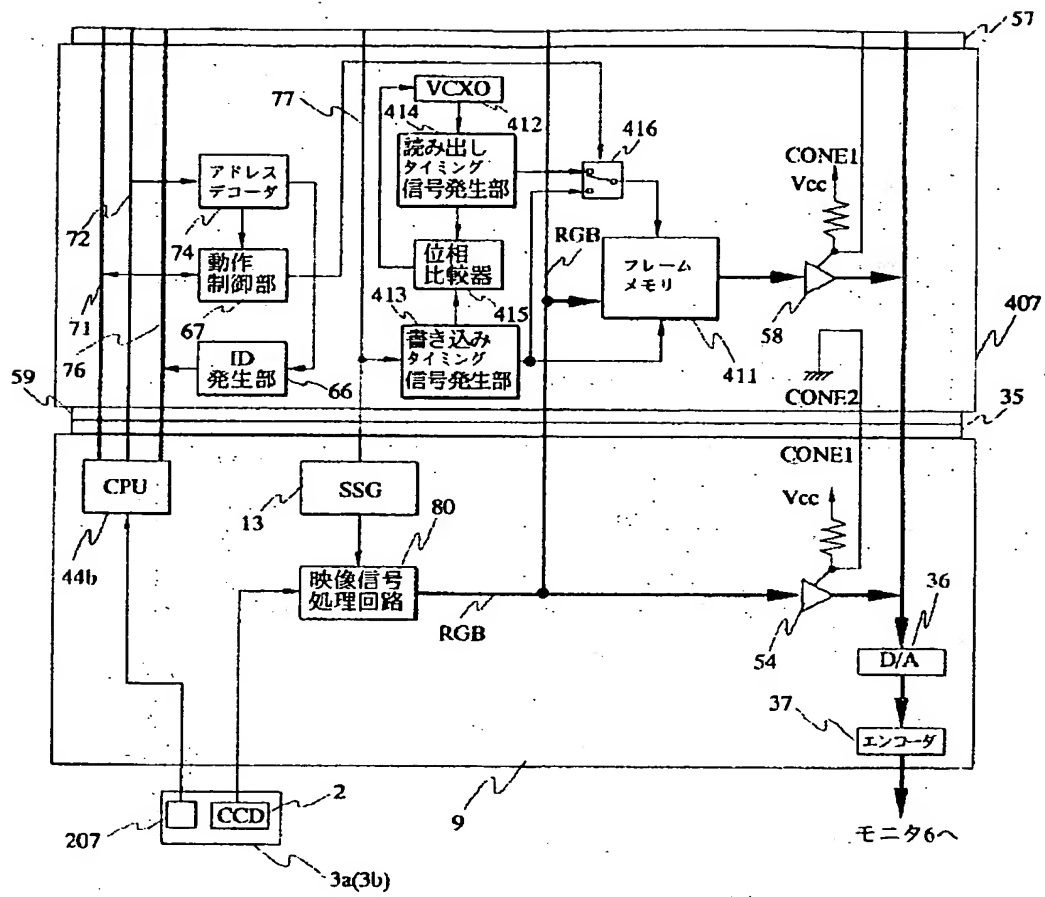 57
77
VCXO
414
412
416
読み出し
タイミング
信号発生部
CONE1
Vcc
アドレス
デコーダ
72
74
動作
制御部
位相
比較器
RGB
フレーム
メモリ
71
67
413
415
58
407
76
ID
発生部
66
書き込み
タイミング
信号発生部
411
59
CONE2
35
CPU
SSG
CONE1
13
80
Vcc
44b
映像信号
処理回路
RGB
54
36
D/A
37
エンコーダ
2
207
CCD
9
モニタ6へ
3a(3b)